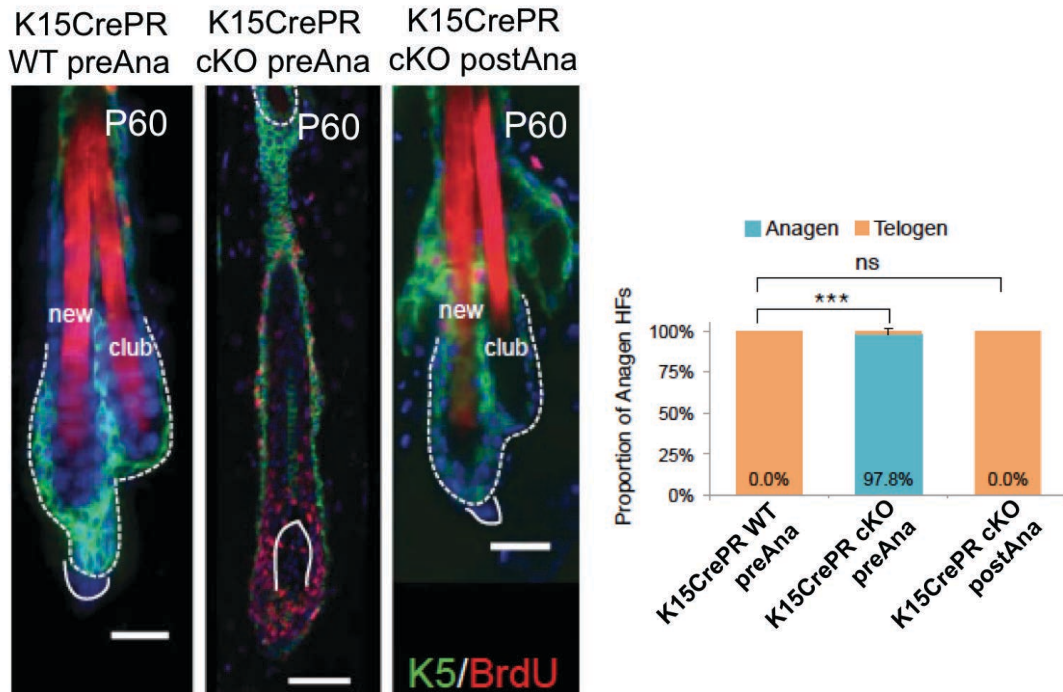 K15CrePR
WT preAna
K15CrePR
cKO preAna
K15CrePR
cKO postAna
P60
new
club
P60
P60
new
club
K5/BrdU
Anagen Telogen
ns
***
Proportion of Anagen HFs
100%
75%
50%
25%
0%
0.0%
97.8%
0.0%
K15CrePR WT
preAna
K15CrePR cKO
preAna
K15CrePR cKO
postAna